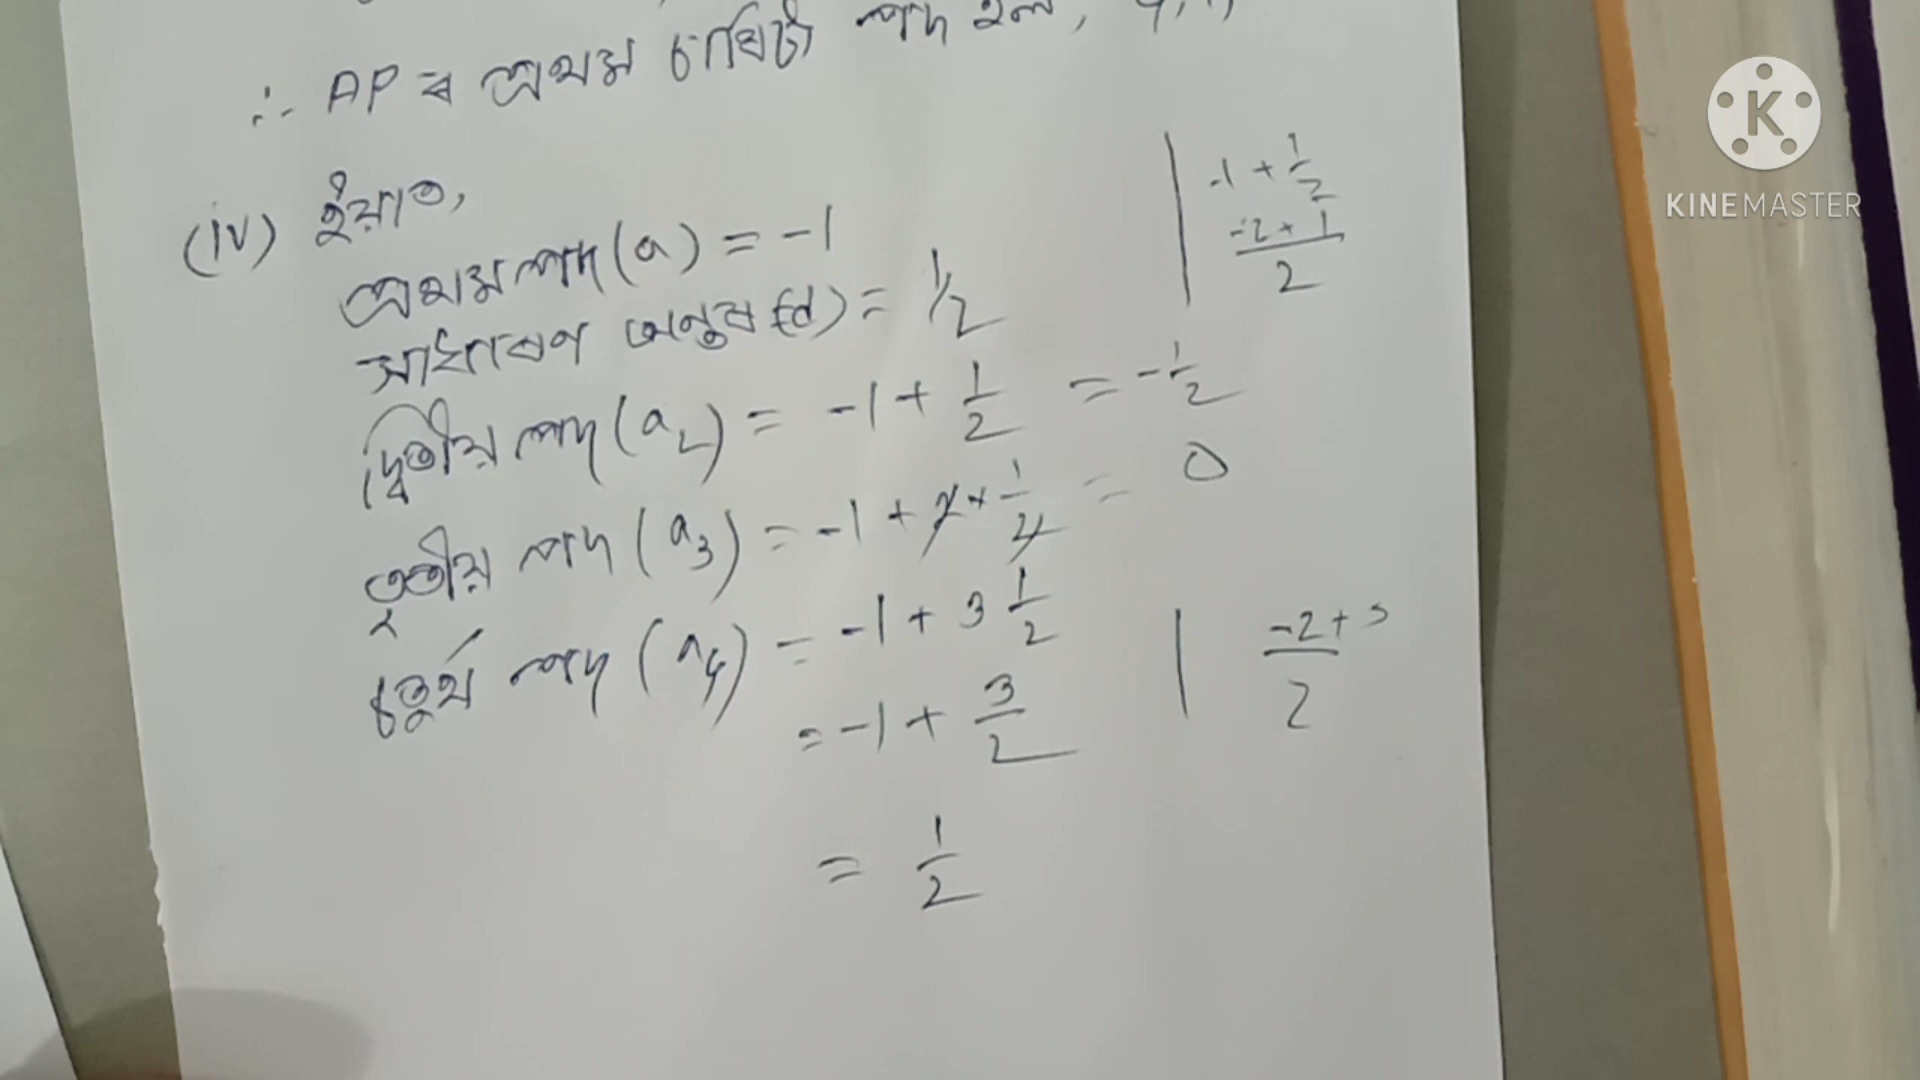 ∴ AP ৰ প্ৰথম চাৰিটা পদ হল,
(iv) ইয়াত,
প্ৰথম পদ (a) = -1
সাধাৰণ অন্তৰ (d) = 1/2
দ্বিতীয় পদ (a₂) = -1 + 1/2 = -1/2
তৃতীয় পদ (a₃) = -1 + 2 × 1/2 = 0
চতুৰ্থ পদ (a₄) = -1 + 3 1/2
= -1 + 3/2
= 1/2
-1 + 1/2
-2 + 1
2
-2 + 3
2
K
KINEMASTER